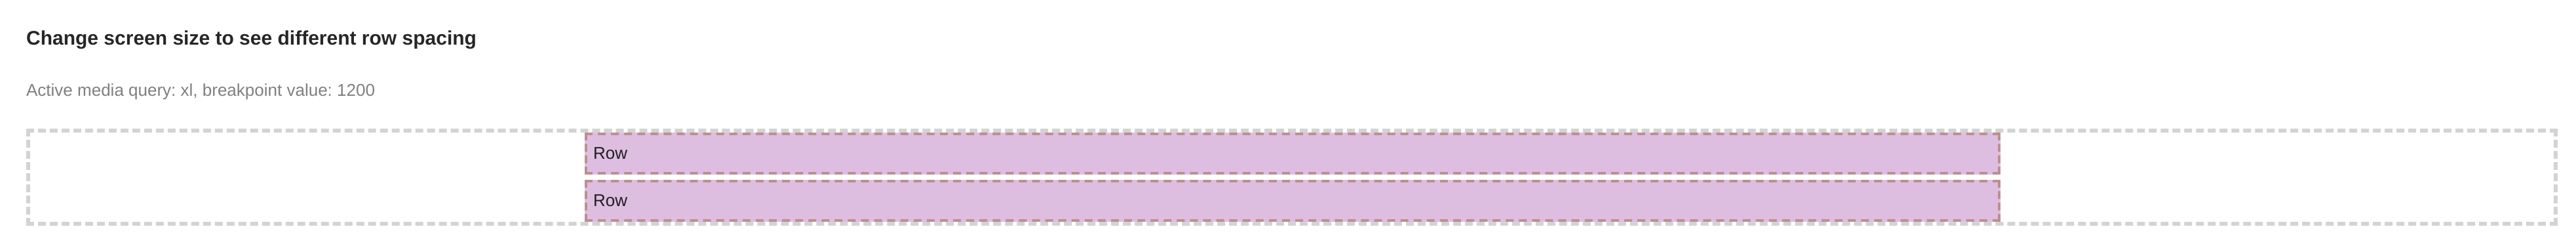 Change screen size to see different row spacing
Active media query: xl, breakpoint value: 1200
Row
Row